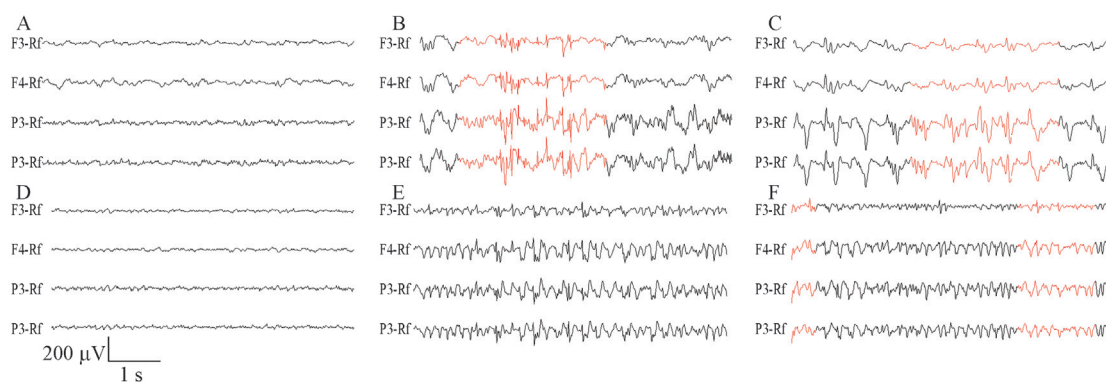 A
F3-Rf
F4-Rf
P3-Rf
P3-Rf
B
F3-Rf
F4-Rf
P3-Rf
P3-Rf
C
F3-Rf
F4-Rf
P3-Rf
P3-Rf
D
F3-Rf
F4-Rf
P3-Rf
P3-Rf
200 μV
1 s
E
F3-Rf
F4-Rf
P3-Rf
P3-Rf
F
F3-Rf
F4-Rf
P3-Rf
P3-Rf